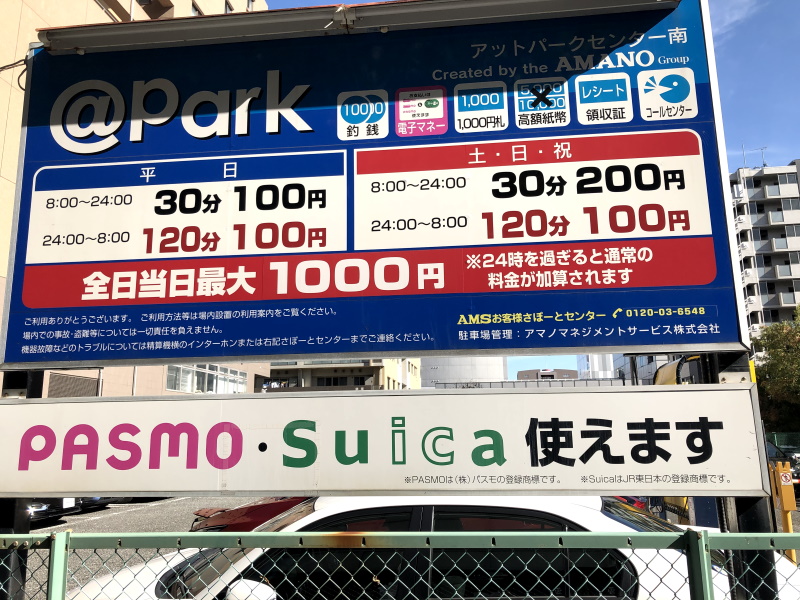 アットパークセンター南
Created by the AMANO Group
@Park
100 釣銭
電子マネー
1,000 1,000円札
10,000 高額紙幣
レシート 領収証
コールセンター
平 日
8:00～24:00 30分 100円
24:00～8:00 120分 100円
土・日・祝
8:00～24:00 30分 200円
24:00～8:00 120分 100円
全日当日最大 1000円
※24時を過ぎると通常の
料金が加算されます
ご利用ありがとうございます。 ご利用方法等は場内設置の利用案内をご覧ください。
場内での事故・盗難等については一切責任を負えません。
機器故障などのトラブルについては精算機横のインターホンまたは右記さぽーとセンターまでご連絡ください。
AMSお客様さぽーとセンター 0120-03-6548
駐車場管理：アマノマネジメントサービス株式会社
PASMO・Suica使えます
※PASMOは(株)パスモの登録商標です。 ※SuicaはJR東日本の登録商標です。